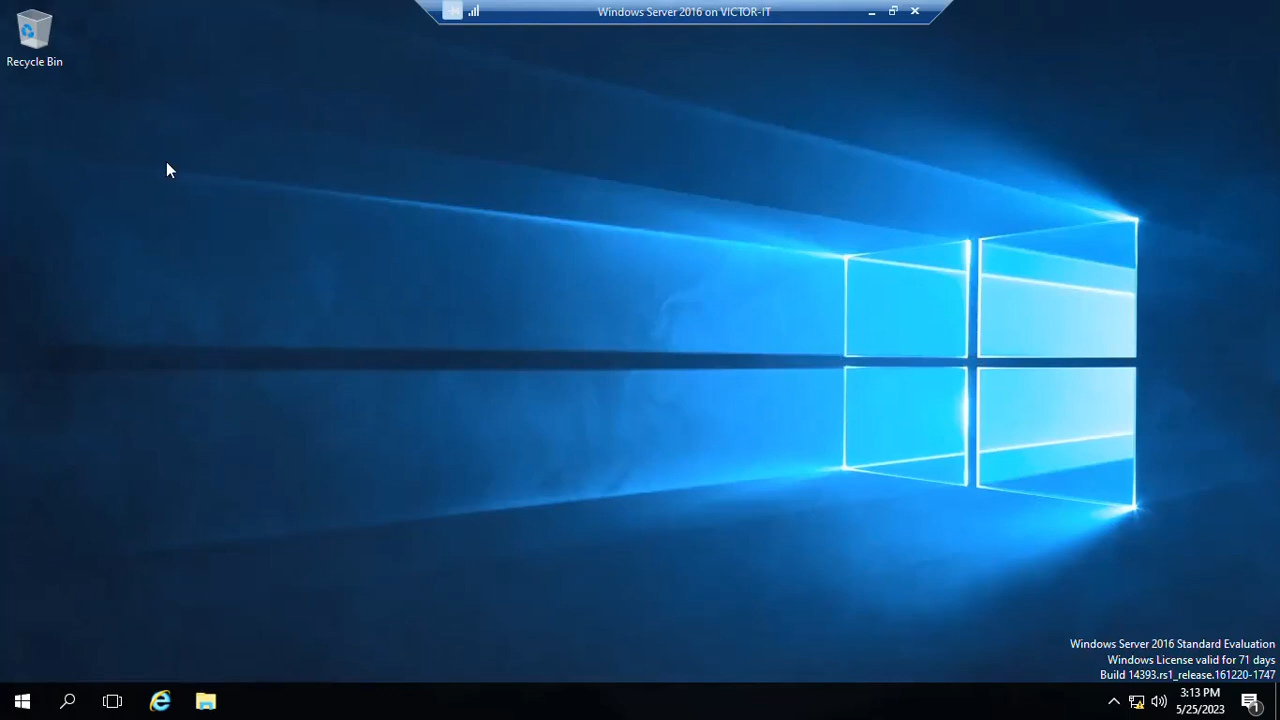 Windows Server 2016 on VICTOR-IT
Recycle Bin
Windows Server 2016 Standard Evaluation
Windows License valid for 71 days
Build 14393.rs1_release.161220-1747
3:13 PM
5/25/2023
1